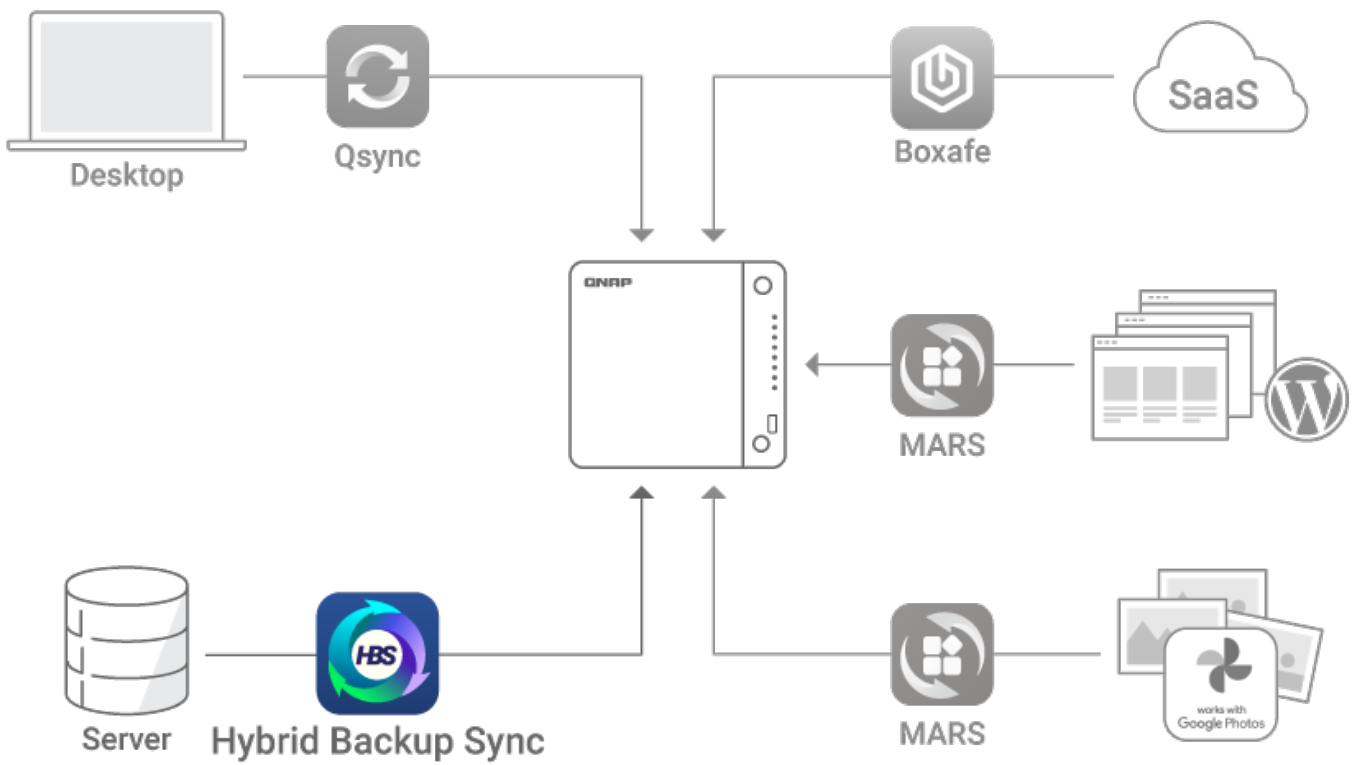 Desktop
Qsync
Boxafe
SaaS
QNAP
MARS
Server
HBS
Hybrid Backup Sync
MARS
works with
Google Photos